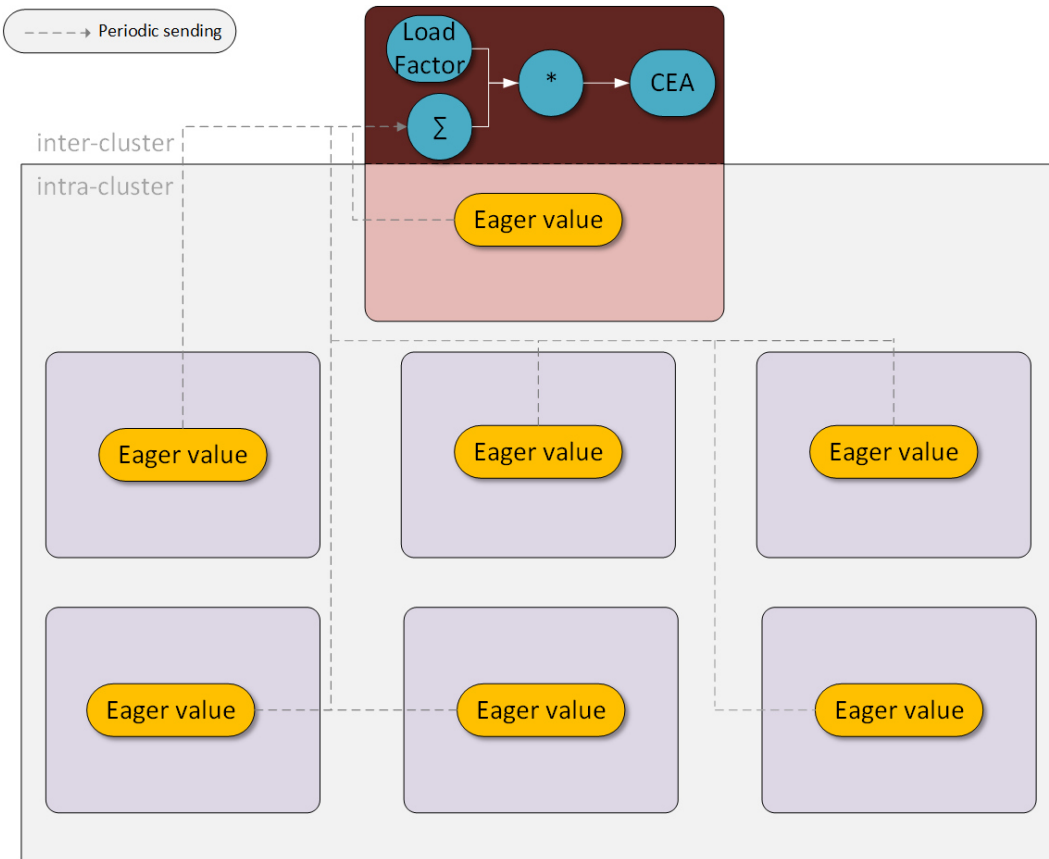 Periodic sending
Load
Factor
*
CEA
∑
inter-cluster
intra-cluster
Eager value
Eager value
Eager value
Eager value
Eager value
Eager value
Eager value